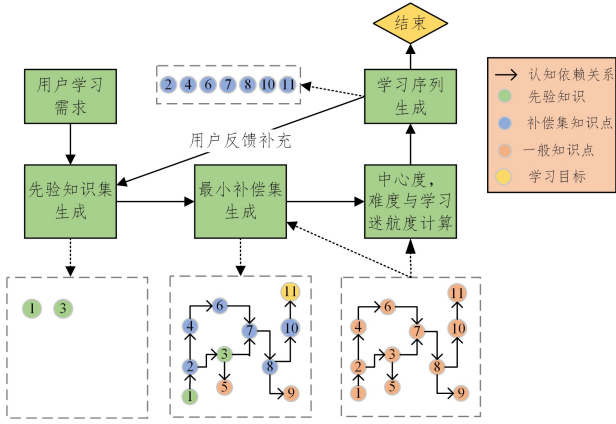 结束
用户学习
需求
2 4 6 7 8 10 11
学习序列
生成
用户反馈补充
先验知识集
生成
最小补偿集
生成
中心度，
难度与学习
迷航度计算
认知依赖关系
先验知识
补偿集知识点
一般知识点
学习目标
1 3
11
6
4
7
10
2
3
8
5
9
1
11
6
4
7
10
2
3
8
5
9
1